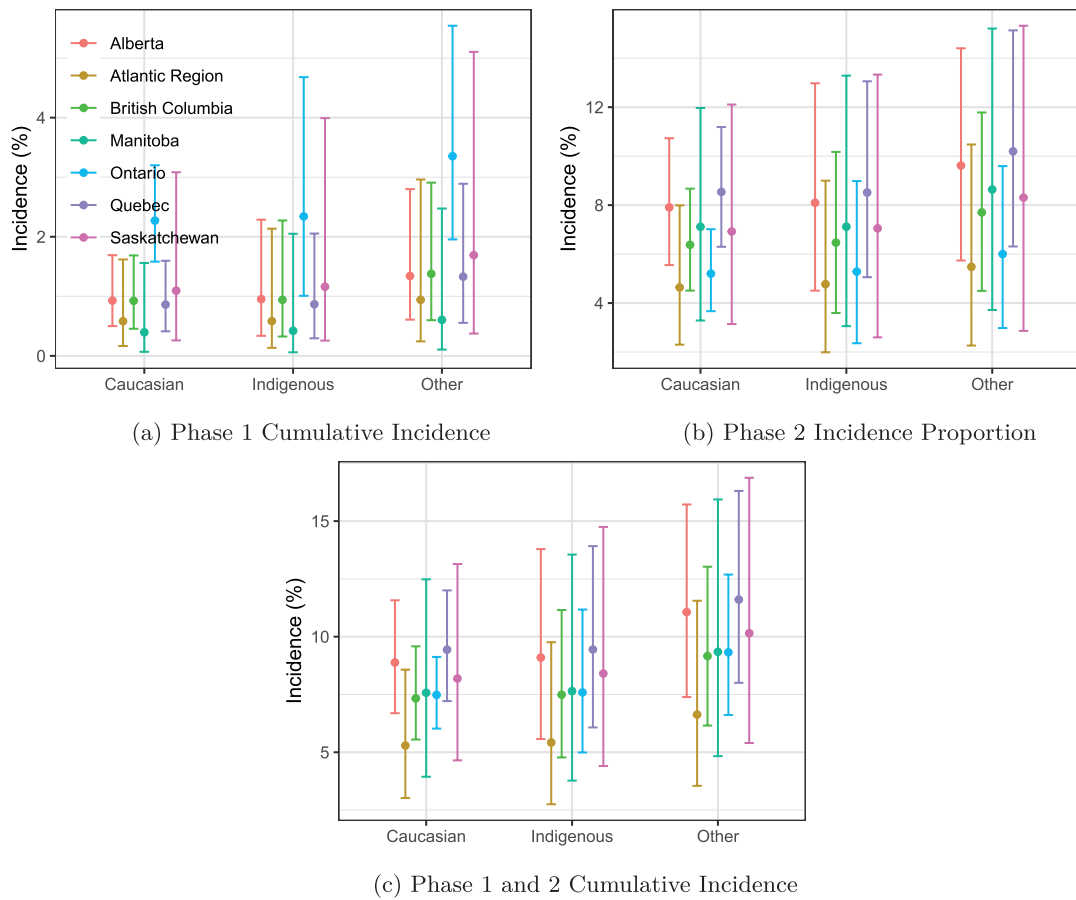 Incidence (%)
4
2
0
Alberta
Atlantic Region
British Columbia
Manitoba
Ontario
Quebec
Saskatchewan
Caucasian Indigenous Other
(a) Phase 1 Cumulative Incidence
Incidence (%)
12
8
4
Caucasian Indigenous Other
(b) Phase 2 Incidence Proportion
Incidence (%)
15
10
5
Caucasian Indigenous Other
(c) Phase 1 and 2 Cumulative Incidence